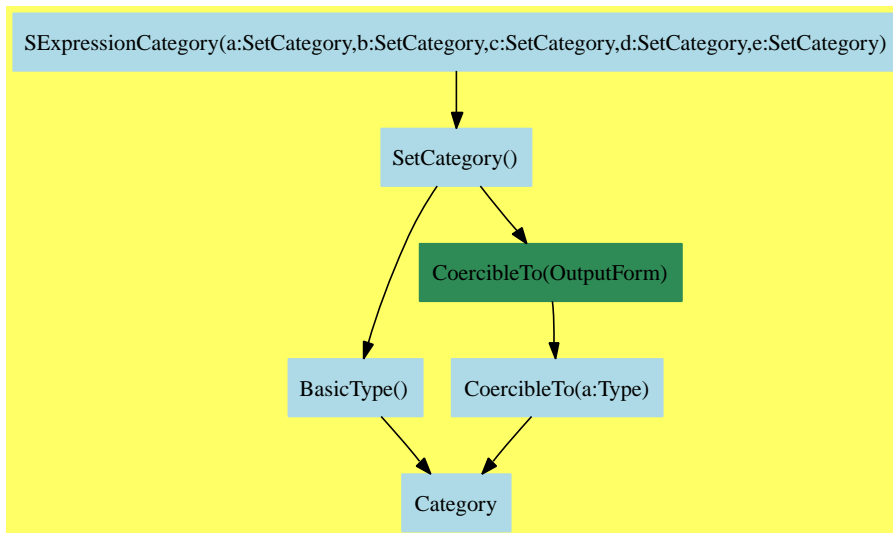 SExpressionCategory(a:SetCategory,b:SetCategory,c:SetCategory,d:SetCategory,e:SetCategory)
SetCategory()
CoercibleTo(OutputForm)
BasicType()
CoercibleTo(a:Type)
Category